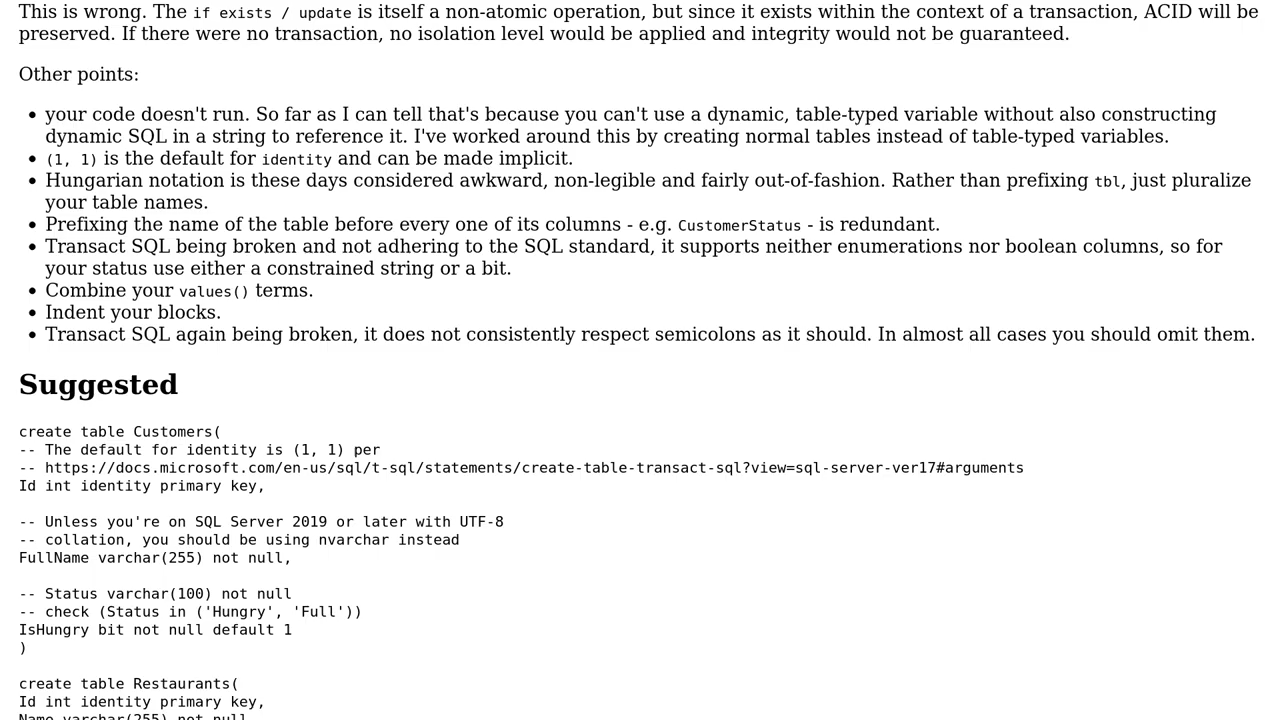 This is wrong. The if exists / update is itself a non-atomic operation, but since it exists within the context of a transaction, ACID will be
preserved. If there were no transaction, no isolation level would be applied and integrity would not be guaranteed.
Other points:
• your code doesn't run. So far as I can tell that's because you can't use a dynamic, table-typed variable without also constructing
dynamic SQL in a string to reference it. I've worked around this by creating normal tables instead of table-typed variables.
• (1, 1) is the default for identity and can be made implicit.
• Hungarian notation is these days considered awkward, non-legible and fairly out-of-fashion. Rather than prefixing tbl, just pluralize
your table names.
• Prefixing the name of the table before every one of its columns - e.g. CustomerStatus - is redundant.
• Transact SQL being broken and not adhering to the SQL standard, it supports neither enumerations nor boolean columns, so for
your status use either a constrained string or a bit.
• Combine your values() terms.
• Indent your blocks.
• Transact SQL again being broken, it does not consistently respect semicolons as it should. In almost all cases you should omit them.
Suggested
create table Customers(
-- The default for identity is (1, 1) per
-- https://docs.microsoft.com/en-us/sql/t-sql/statements/create-table-transact-sql?view=sql-server-ver17#arguments
Id int identity primary key,
-- Unless you're on SQL Server 2019 or later with UTF-8
-- collation, you should be using nvarchar instead
FullName varchar(255) not null,
-- Status varchar(100) not null
-- check (Status in ('Hungry', 'Full'))
IsHungry bit not null default 1
)
create table Restaurants(
Id int identity primary key,
Name varchar(255) not null